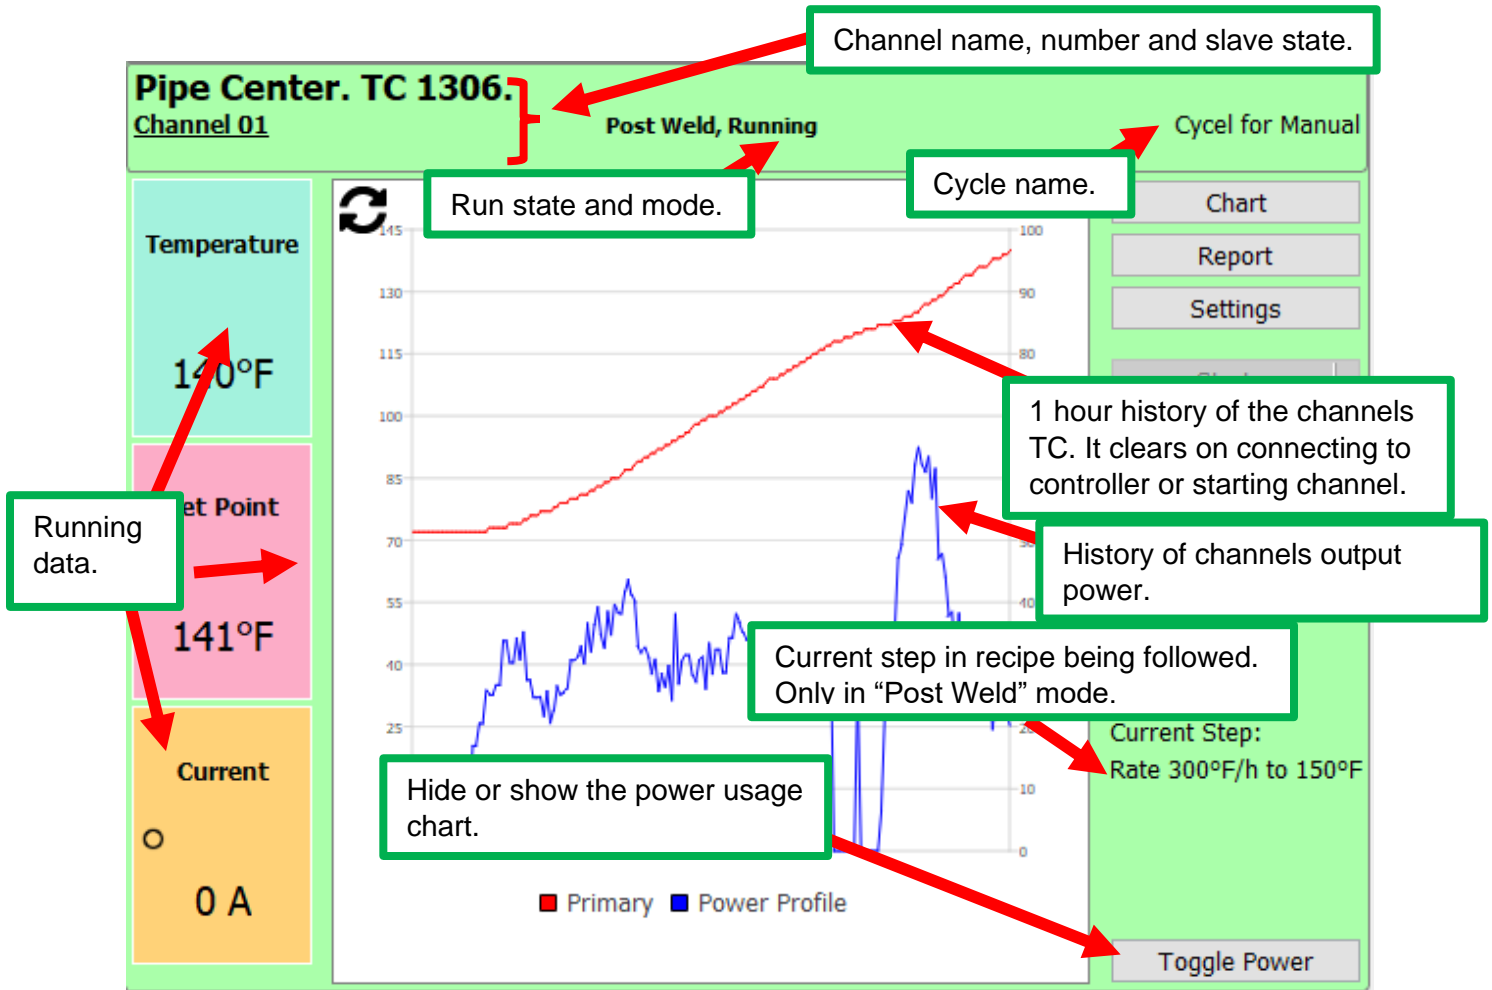 Channel name, number and slave state.
Pipe Center. TC 1306.
Channel 01
Post Weld, Running
Cycel for Manual
Run state and mode.
Cycle name.
Chart
Report
Settings
Temperature
140°F
et Point
141°F
Current
0 A
Running
data.
145
130
115
100
85
70
55
40
25
100
90
80
40
20
10
0
1 hour history of the channels
TC. It clears on connecting to
controller or starting channel.
History of channels output
power.
Current step in recipe being followed.
Only in “Post Weld” mode.
Current Step:
Rate 300°F/h to 150°F
Hide or show the power usage
chart.
Primary Power Profile
Toggle Power